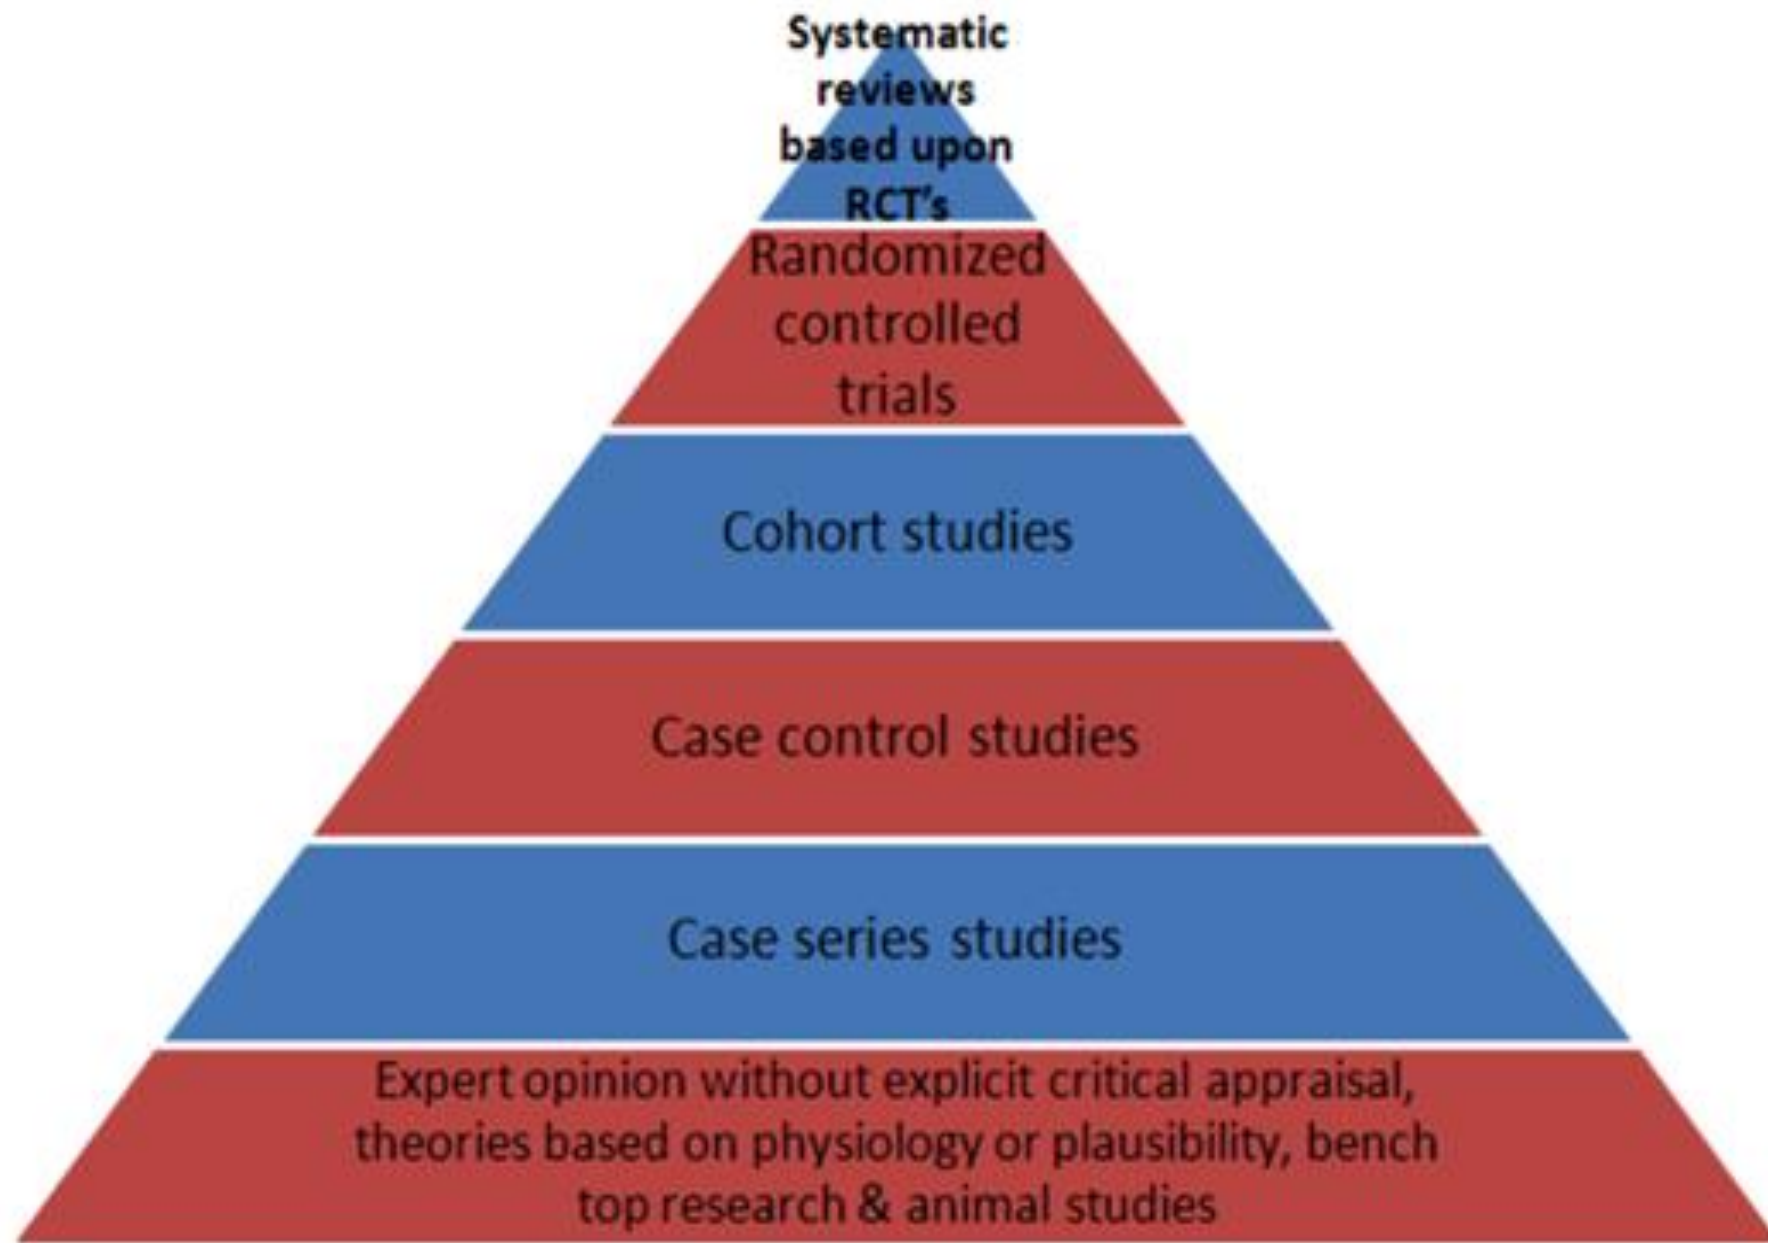 Systematic
reviews
based upon
RCT's
Randomized
controlled
trials
Cohort studies
Case control studies
Case series studies
Expert opinion without explicit critical appraisal,
theories based on physiology or plausibility, bench
top research & animal studies